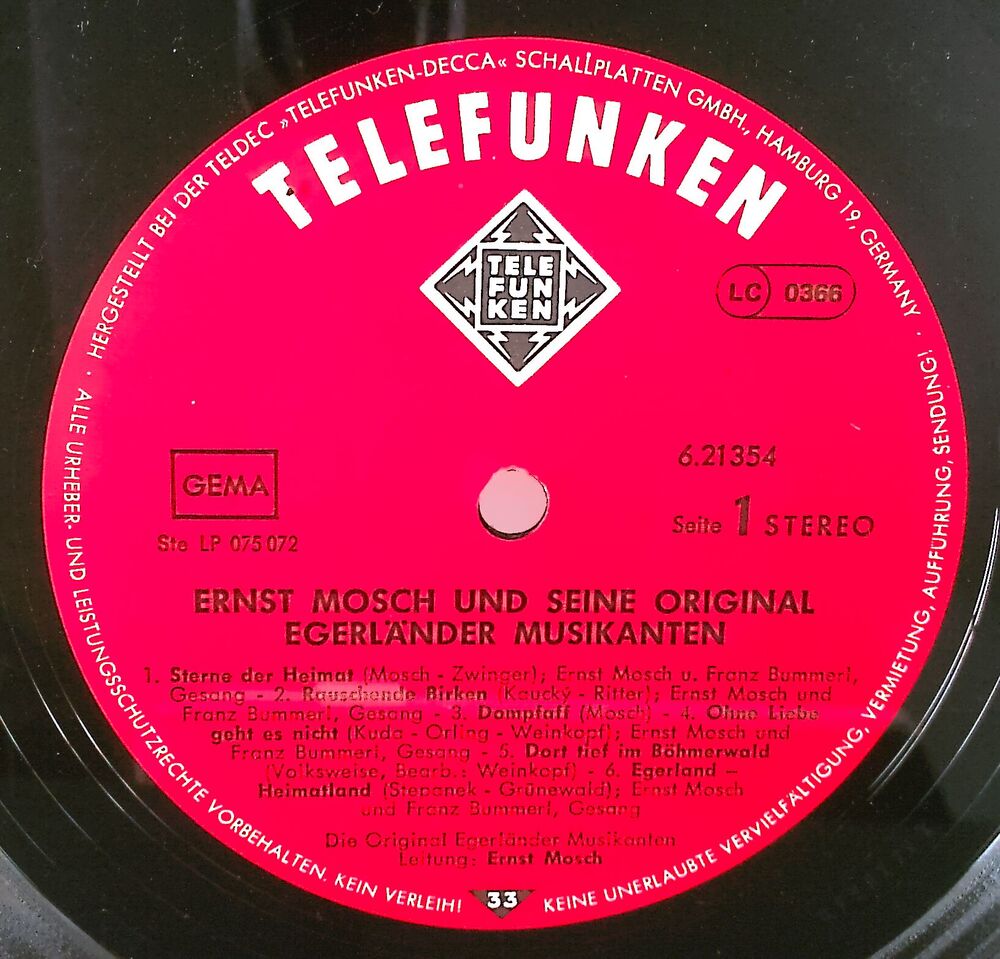 HERGESTELLT BEI DER TELDEC »TELEFUNKEN-DECCA« SCHALLPLATTEN GMBH., HAMBURG 19, GERMANY ·
TELEFUNKEN
TELE
FUN
KEN
LC 0366
GEMA
6.21354
Seite 1 STEREO
Ste LP 075 072
ERNST MOSCH UND SEINE ORIGINAL
EGERLÄNDER MUSIKANTEN
1. Sterne der Heimat (Mosch - Zwinger); Ernst Mosch u. Franz Bummerl,
Gesang - 2. Rauschende Birken (Kaucký - Ritter); Ernst Mosch und
Franz Bummerl, Gesang - 3. Dompfaff (Mosch) - 4. Ohne Liebe
geht es nicht (Kuda - Orling - Weinkopf); Ernst Mosch und
Franz Bummerl, Gesang - 5. Dort tief im Böhmerwald
(Volksweise, Bearb.: Weinkopf) - 6. Egerland –
Heimatland (Stepanek - Grünewald); Ernst Mosch
und Franz Bummerl, Gesang
Die Original Egerländer Musikanten
Leitung: Ernst Mosch
· ALLE URHEBER- UND LEISTUNGSSCHUTZRECHTE VORBEHALTEN. KEIN VERLEIH!
33
KEINE UNERLAUBTE VERVIELFÄLTIGUNG, VERMIETUNG, AUFFÜHRUNG, SENDUNG!